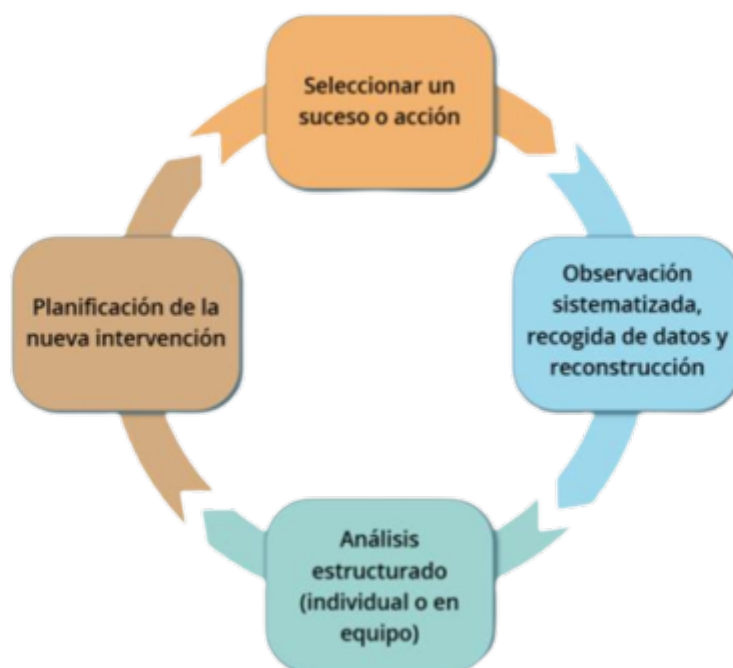 Seleccionar un
suceso o acción
Observación
sistematizada,
recogida de datos y
reconstrucción
Análisis
estructurado
(individual o en
equipo)
Planificación de la
nueva intervención